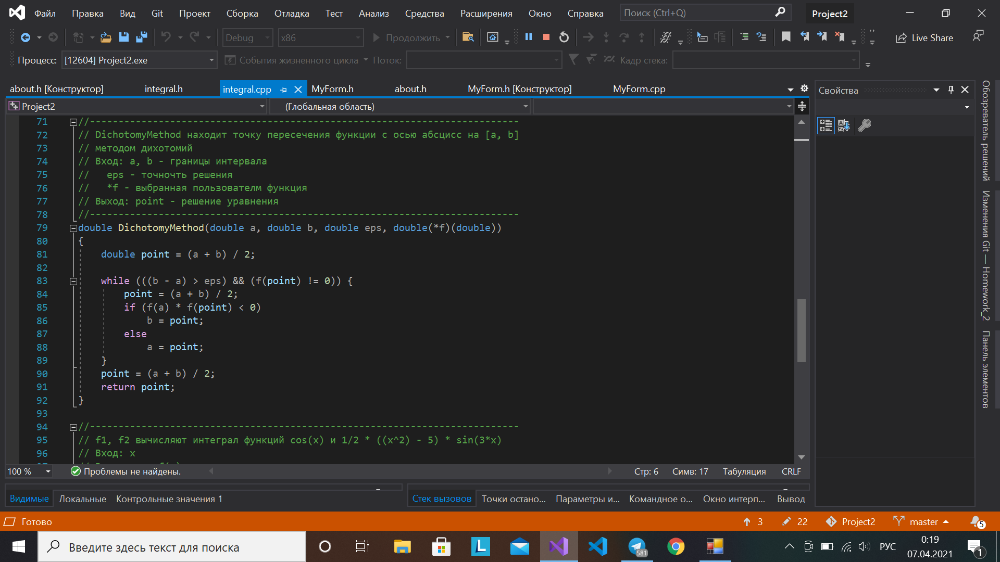 Файл Правка Вид Git Проект Сборка Отладка Тест Анализ Средства Расширения Окно Справка Поиск (Ctrl+Q) Project2
Debug x86 Продолжить Live Share
Процесс: [12604] Project2.exe События жизненного цикла Поток: Кадр стека:
about.h [Конструктор] integral.h integral.cpp MyForm.h about.h MyForm.h [Конструктор] MyForm.cpp
Project2 (Глобальная область)
71 //---------------------------------------------------------------------------
72 // DichotomyMethod находит точку пересечения функции с осью абсцисс на [a, b]
73 // методом дихотомий
74 // Вход: a, b - границы интервала
75 //   eps - точночть решения
76 //   *f - выбранная пользователм функция
77 // Выход: point - решение уравнения
78 //---------------------------------------------------------------------------
79 double DichotomyMethod(double a, double b, double eps, double(*f)(double))
80 {
81     double point = (a + b) / 2;
82
83     while (((b - a) > eps) && (f(point) != 0)) {
84         point = (a + b) / 2;
85         if (f(a) * f(point) < 0)
86             b = point;
87         else
88             a = point;
89     }
90     point = (a + b) / 2;
91     return point;
92 }
93
94 //---------------------------------------------------------------------------
95 // f1, f2 вычисляют интеграл функций cos(x) и 1/2 * ((x^2) - 5) * sin(3*x)
96 // Вход: x
100 % Проблемы не найдены. Стр: 6 Симв: 17 Табуляция CRLF
Видимые Локальные Контрольные значения 1
Стек вызовов Точки остано... Параметры и... Командное о... Окно интерп... Вывод
Свойства
Обозреватель решений
Изменения Git — Homework_2
Панель элементов
Готово 3 22 Project2 master 5
Введите здесь текст для поиска
581
РУС
0:19
07.04.2021
1